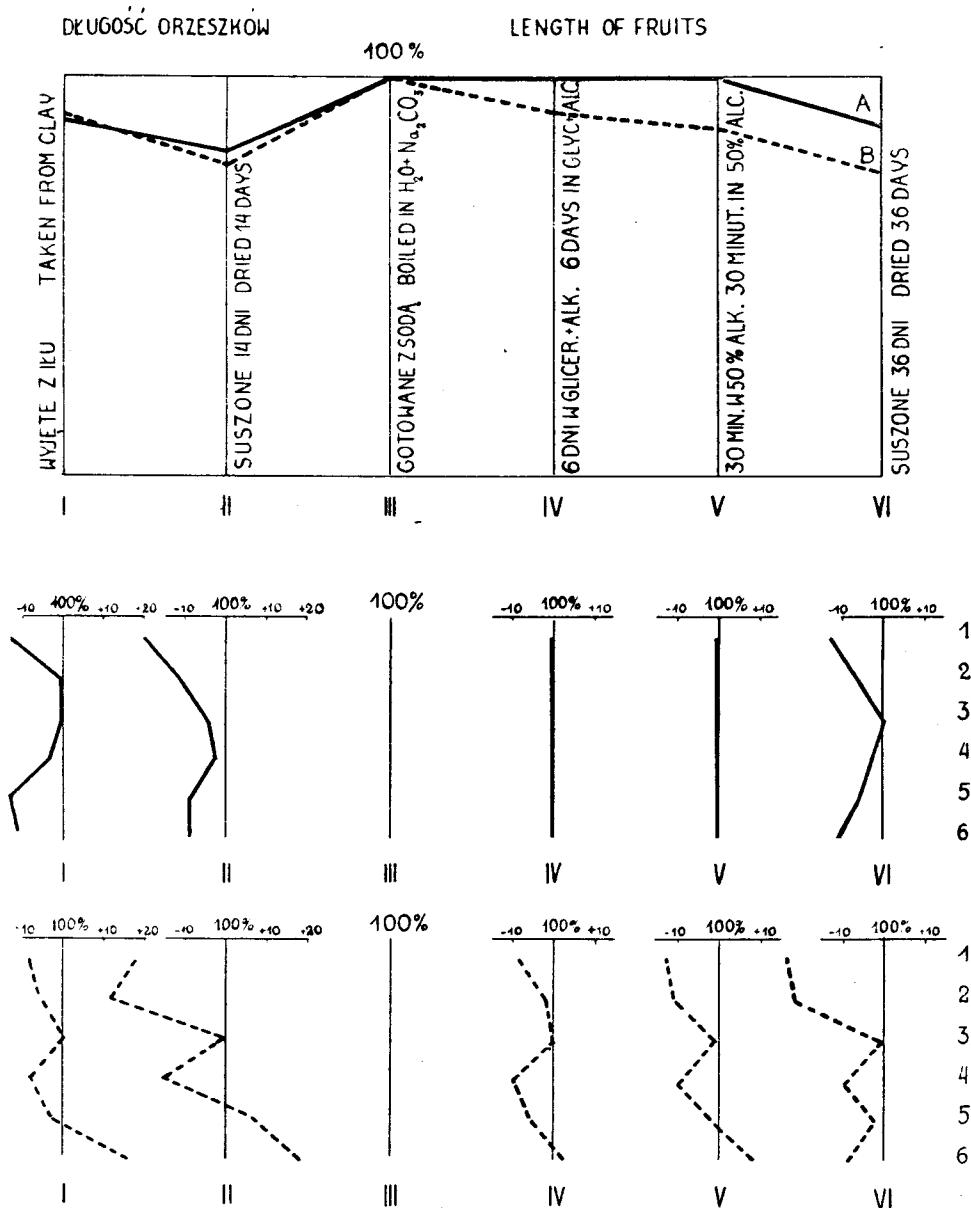 DŁUGOŚĆ ORZESZKÓW LENGTH OF FRUITS
100%
WYJĘTE Z IŁU TAKEN FROM CLAY
SUSZONE 14 DNI DRIED 14 DAYS
GOTOWANE Z SODĄ BOILED IN H2O+Na2CO3
6 DNI W GLICER.+ALK. 6 DAYS IN GLYC+ALC.
30 MIN. W 50% ALK. 30 MINUT. IN 50% ALC.
SUSZONE 36 DNI DRIED 36 DAYS
A
B
I II III IV V VI
-10 100% +10 +20 -10 100% +10 +20 100% -10 100% +10 -10 100% +10 -10 100% +10
1
2
3
4
5
6
I II III IV V VI
-10 100% +10 +20 -10 100% +10 +20 100% -10 100% +10 -10 100% +10 -10 100% +10
1
2
3
4
5
6
I II III IV V VI